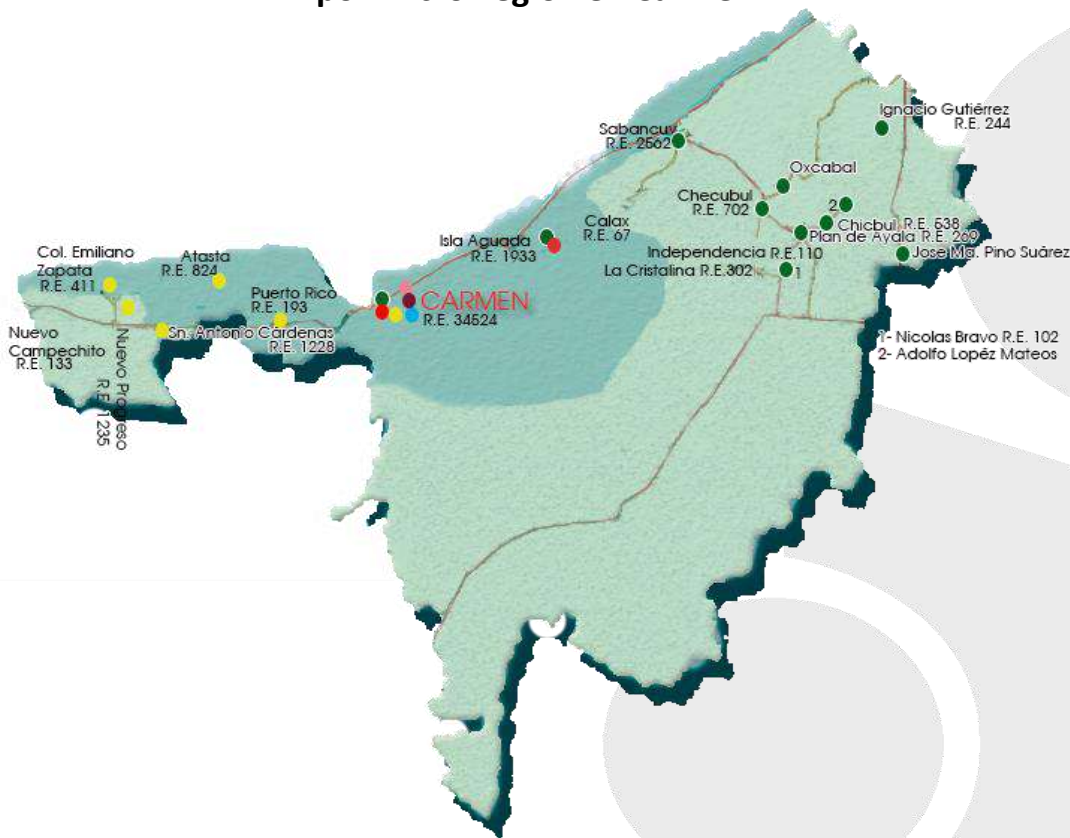 Ignacio Gutiérrez
R.E. 244
Sabancuy
R.E. 2562
Oxcabal
Checubul
R.E. 702
2
Calax
R.E. 67
Chicbul R.E. 538
Plan de Ayala R.E. 269
Isla Aguada
R.E. 1933
Independencia R.E.110
Jose Ma. Pino Suárez
La Cristalina R.E.302
1
Col. Emiliano
Zapata
R.E. 411
Atasta
R.E. 824
Puerto Rico
R.E. 193
CARMEN
R.E. 34524
Nuevo
Campechito
R.E. 133
Sn. Antonio Cárdenas
R.E. 1228
Nuevo Progreso
R.E. 1235
1- Nicolas Bravo R.E. 102
2- Adolfo Lopéz Mateos